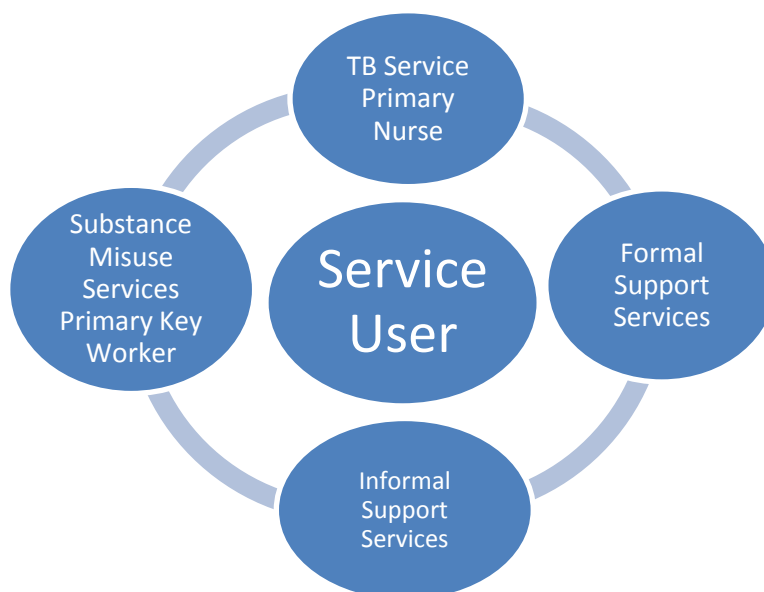 TB Service
Primary
Nurse
Substance
Misuse
Services
Primary Key
Worker
Service
User
Formal
Support
Services
Informal
Support
Services